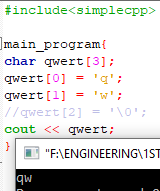 #include<simplecpp>
main_program{
char qwert[3];
qwert[0] = 'q';
qwert[1] = 'w';
//qwert[2] = '\0';
cout << qwert;
}
"F:\ENGINEERING\1ST
qw